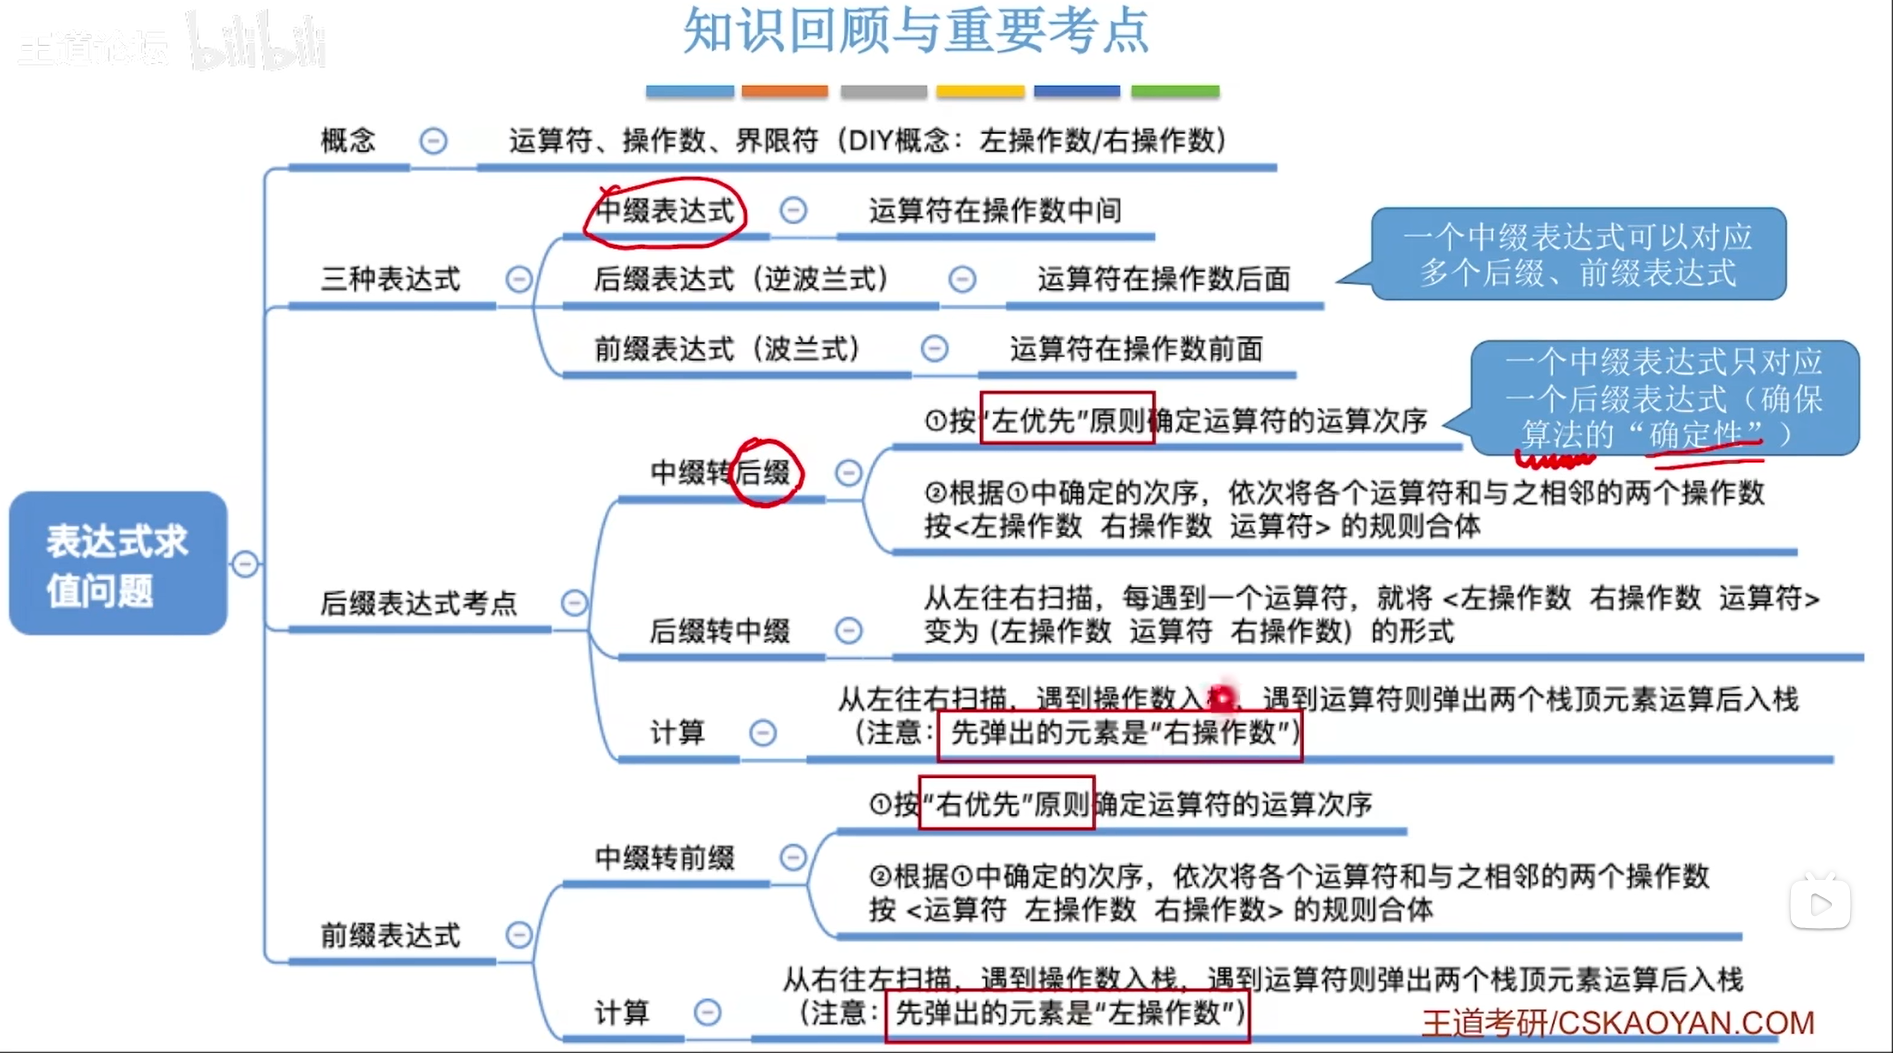 王道论坛 bilibili
知识回顾与重要考点
概念
运算符、操作数、界限符（DIY概念：左操作数/右操作数）
三种表达式
中缀表达式
运算符在操作数中间
后缀表达式（逆波兰式）
运算符在操作数后面
前缀表达式（波兰式）
运算符在操作数前面
一个中缀表达式可以对应
多个后缀、前缀表达式
表达式求
值问题
后缀表达式考点
中缀转后缀
①按“左优先”原则确定运算符的运算次序
一个中缀表达式只对应
一个后缀表达式（确保
算法的“确定性”）
②根据①中确定的次序，依次将各个运算符和与之相邻的两个操作数
按<左操作数 右操作数 运算符> 的规则合体
后缀转中缀
从左往右扫描，每遇到一个运算符，就将 <左操作数 右操作数 运算符>
变为 (左操作数 运算符 右操作数) 的形式
计算
从左往右扫描，遇到操作数入栈，遇到运算符则弹出两个栈顶元素运算后入栈
（注意：先弹出的元素是“右操作数”）
前缀表达式
中缀转前缀
①按“右优先”原则确定运算符的运算次序
②根据①中确定的次序，依次将各个运算符和与之相邻的两个操作数
按 <运算符 左操作数 右操作数> 的规则合体
计算
从右往左扫描，遇到操作数入栈，遇到运算符则弹出两个栈顶元素运算后入栈
（注意：先弹出的元素是“左操作数”）
王道考研/CSKAOYAN.COM